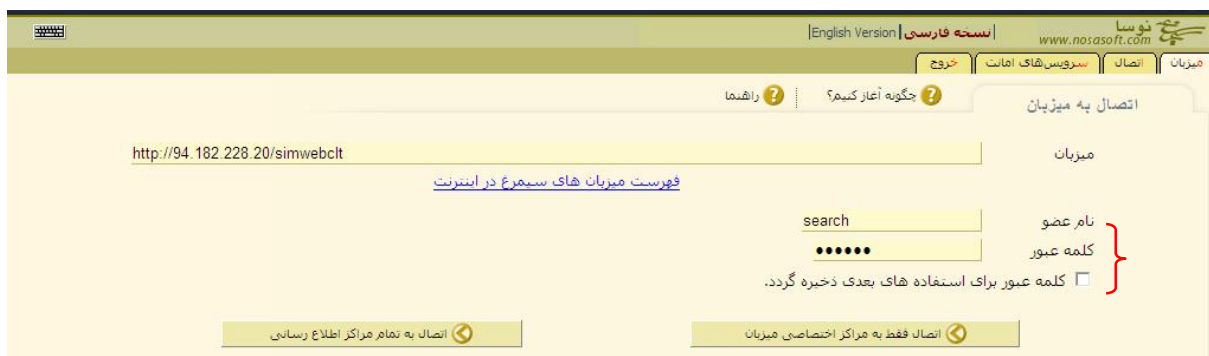 نوسا
www.nosasoft.com
نسخه فارسی | English Version|
میزبان اتصال سرویس‌های امانت خروج
اتصال به میزبان
چگونه آغاز کنیم؟ راهنما
میزبان http://94.182.228.20/simwebclt
فهرست میزبان های سیمرغ در اینترنت
نام عضو search
کلمه عبور ••••••
کلمه عبور برای استفاده های بعدی ذخیره گردد.
اتصال فقط به مراکز اختصاصی میزبان اتصال به تمام مراکز اطلاع رسانی